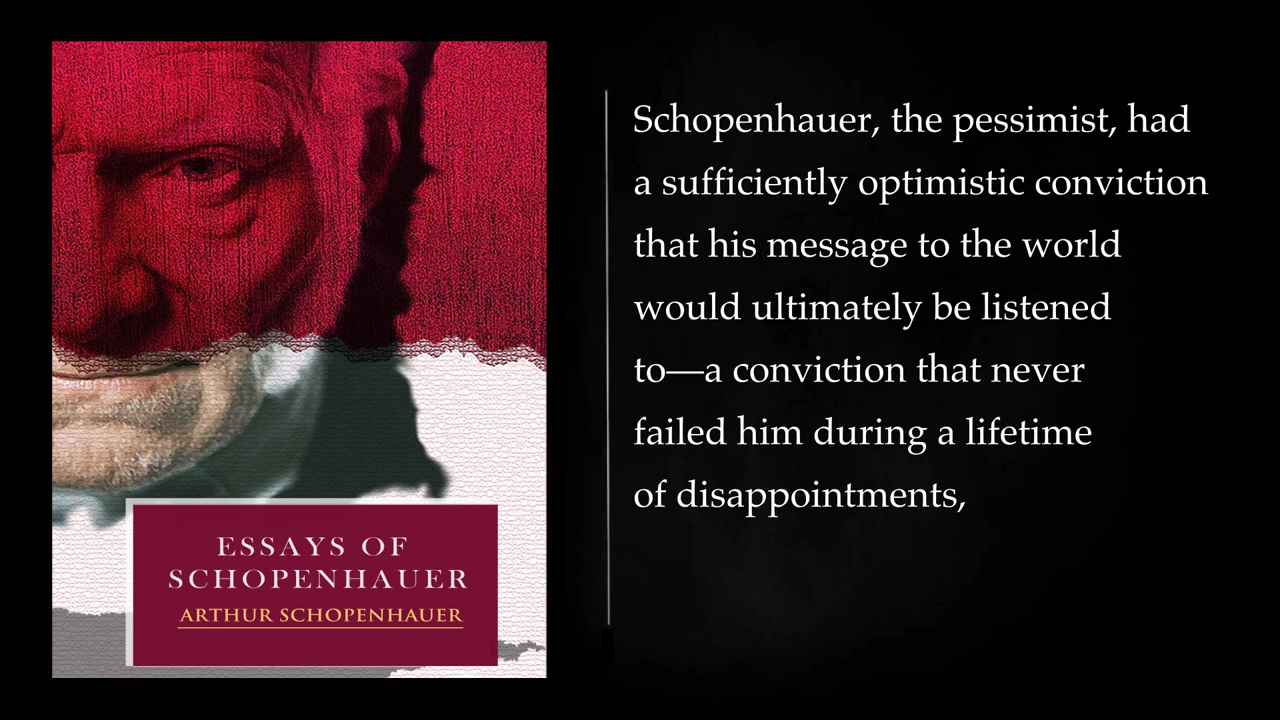 ESSAYS OF
SCHOPENHAUER
ARTHUR SCHOPENHAUER
Schopenhauer, the pessimist, had
a sufficiently optimistic conviction
that his message to the world
would ultimately be listened
to—a conviction that never
failed him during a lifetime
of disappointments,